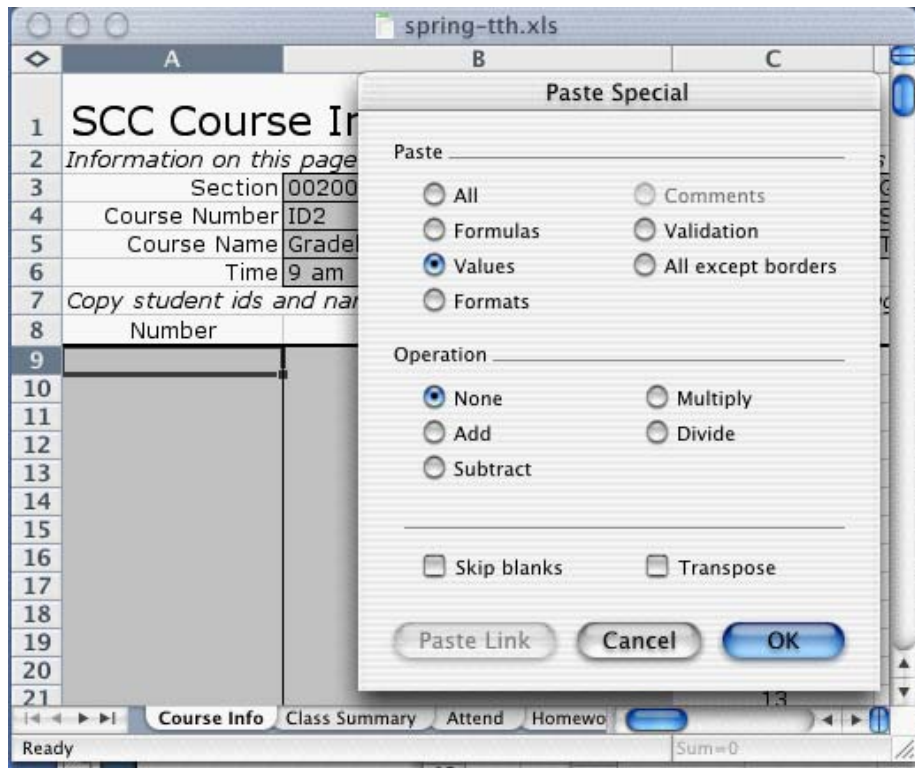 spring-tth.xls
A B C
Paste Special
1 SCC Course
2 Information on this page
3 Section 00200
4 Course Number ID2
5 Course Name
6 Time 9 am
7 Copy student ids and
8 Number
9
10
11
12
13
14
15
16
17
18
19
20
21 13
Paste
All Comments
Formulas Validation
Values All except borders
Formats
Operation
None Multiply
Add Divide
Subtract
Skip blanks Transpose
Paste Link Cancel OK
Course Info Class Summary Attend Homewo
Ready Sum=0